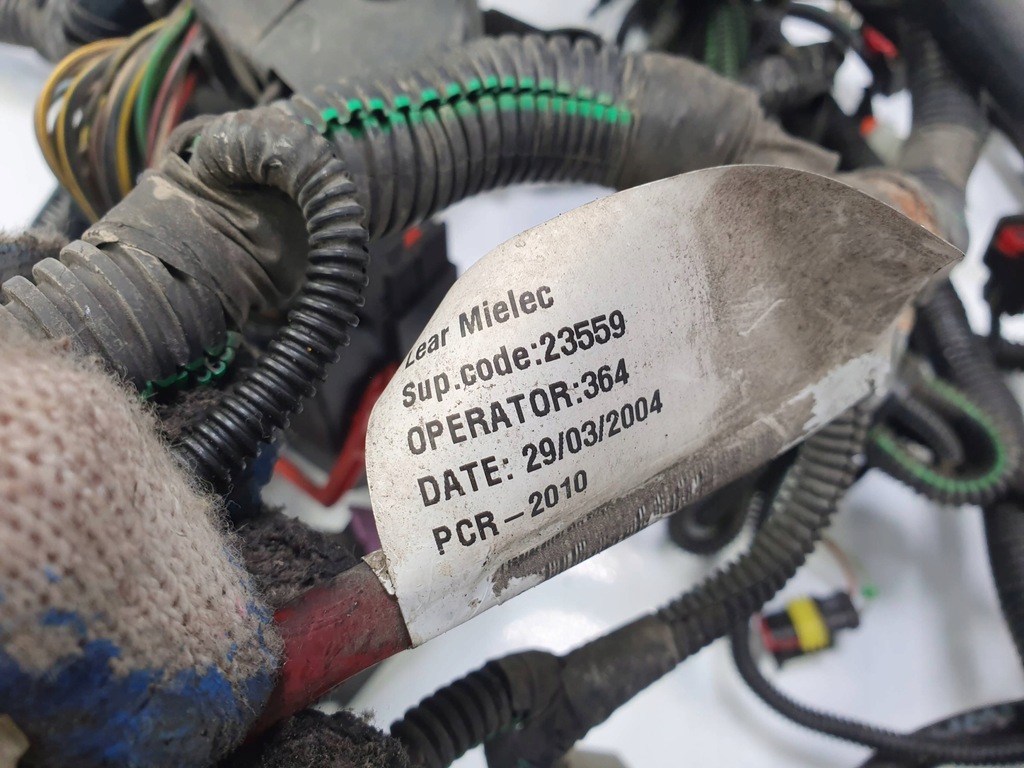 Lear Mielec
Sup.code:23559
OPERATOR:364
DATE: 29/03/2004
PCR-2010